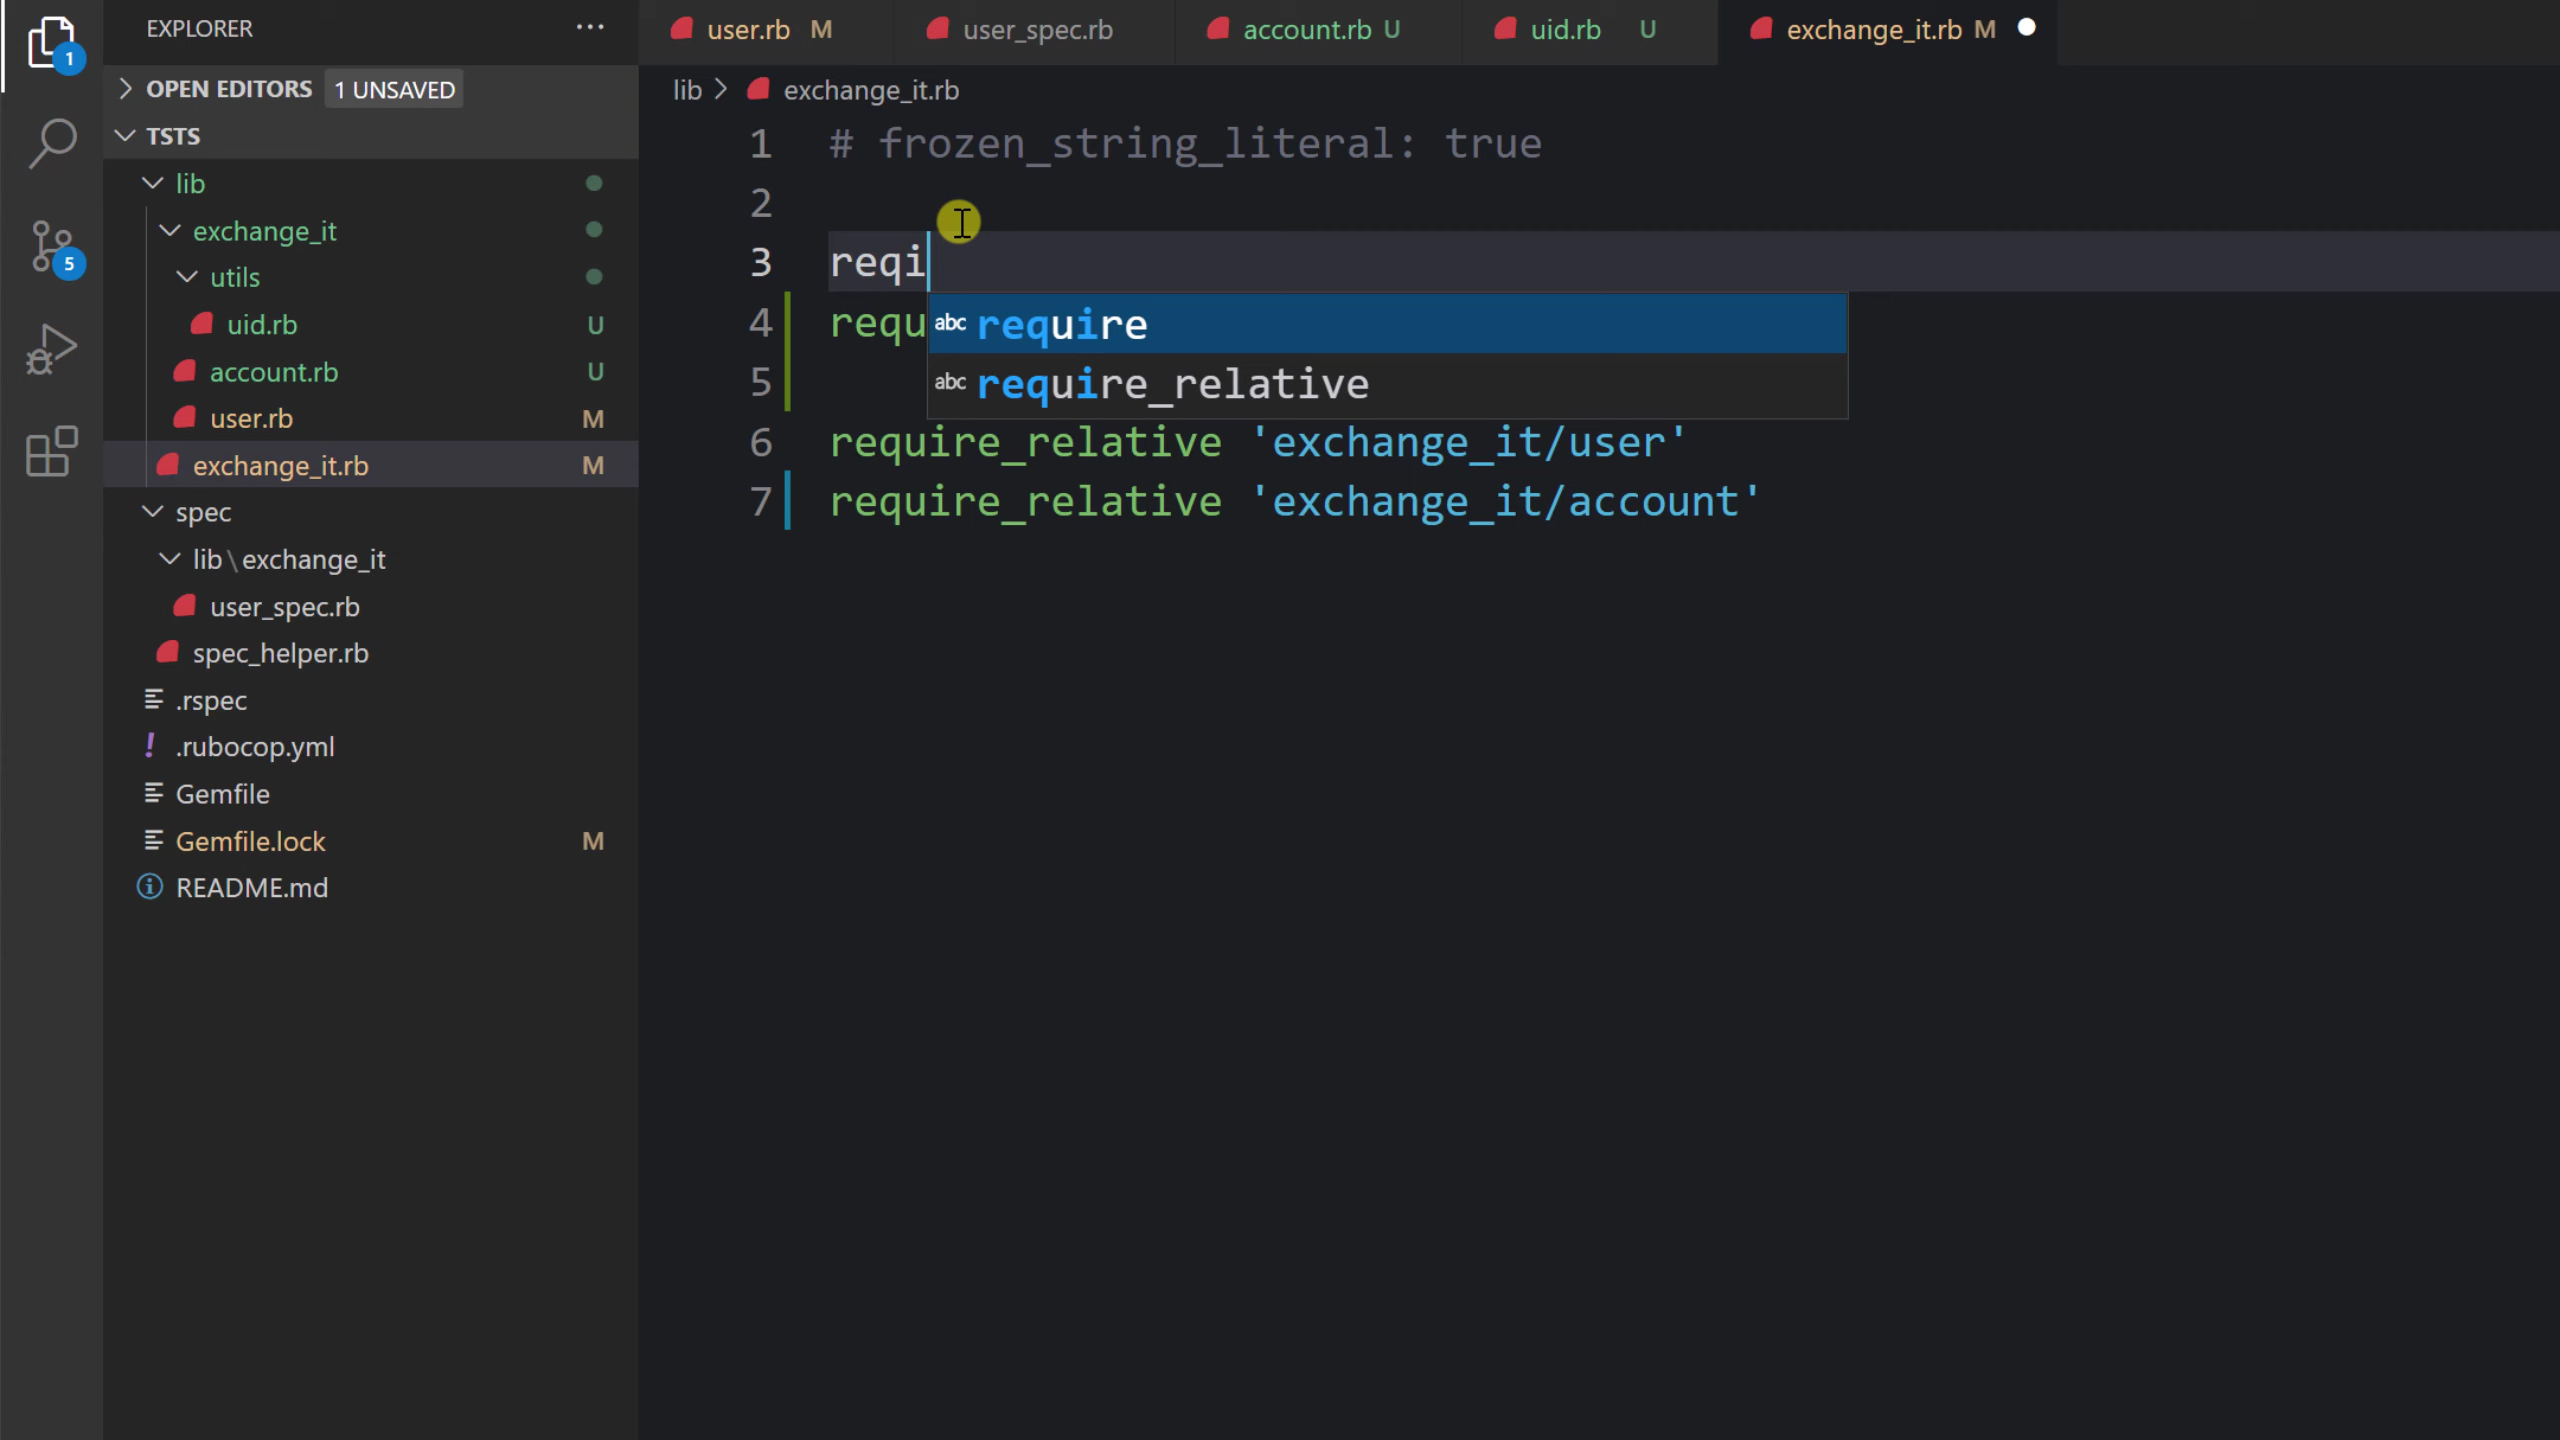 EXPLORER
OPEN EDITORS 1 UNSAVED
TSTS
lib
exchange_it
utils
uid.rb U
account.rb U
user.rb M
exchange_it.rb M
spec
lib\exchange_it
user_spec.rb
spec_helper.rb
.rspec
.rubocop.yml
Gemfile
Gemfile.lock M
README.md
1
5
user.rb M user_spec.rb account.rb U uid.rb U exchange_it.rb M
lib > exchange_it.rb
1 # frozen_string_literal: true
2
3 reqi
4 requ
5
abc require
abc require_relative
6 require_relative 'exchange_it/user'
7 require_relative 'exchange_it/account'